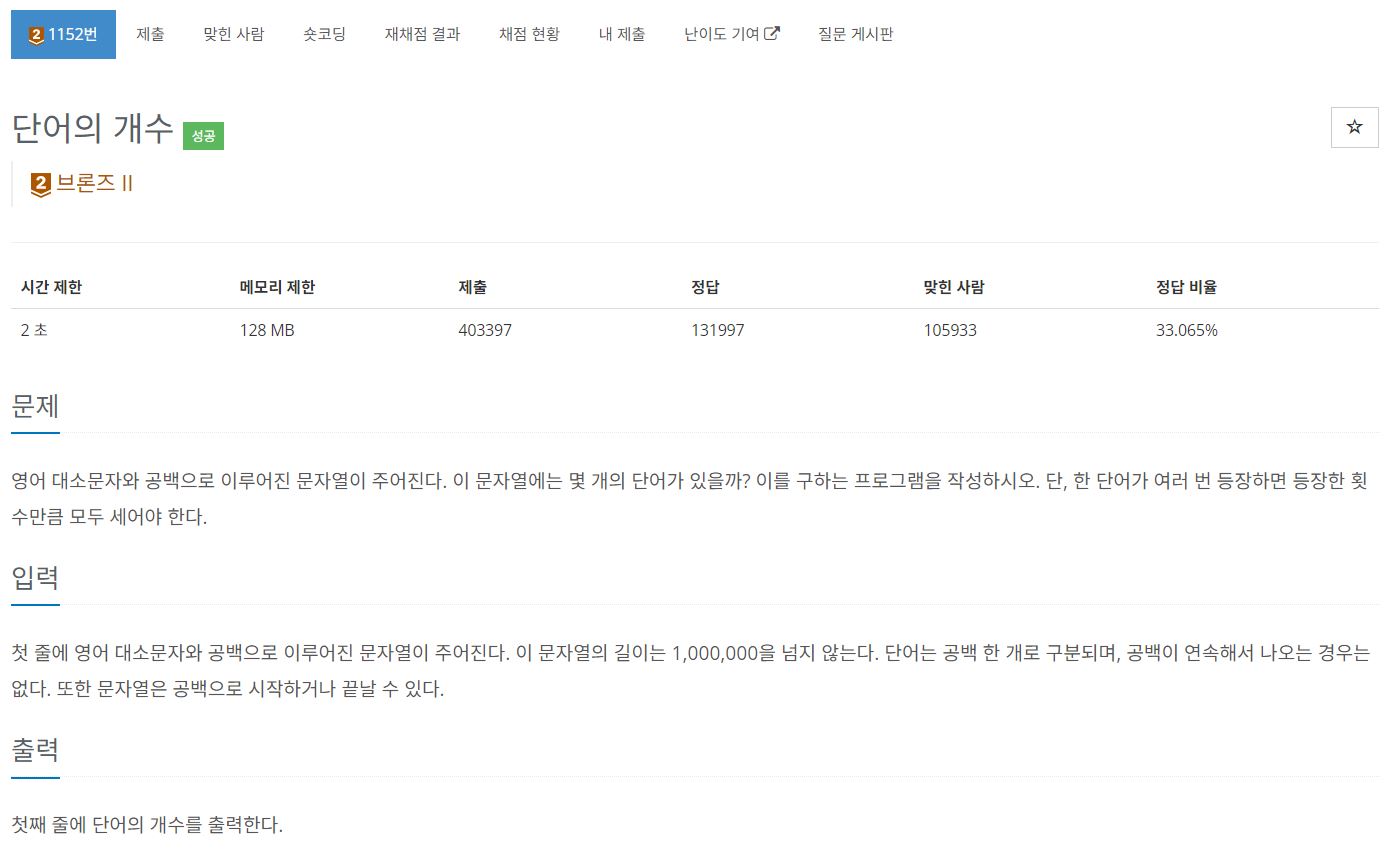 2 1152번 제출 맞힌 사람 숏코딩 재채점 결과 채점 현황 내 제출 난이도 기여 질문 게시판
단어의 개수 성공
2 브론즈 II
시간 제한 메모리 제한 제출 정답 맞힌 사람 정답 비율
2 초 128 MB 403397 131997 105933 33.065%
문제
영어 대소문자와 공백으로 이루어진 문자열이 주어진다. 이 문자열에는 몇 개의 단어가 있을까? 이를 구하는 프로그램을 작성하시오. 단, 한 단어가 여러 번 등장하면 등장한 횟
수만큼 모두 세어야 한다.
입력
첫 줄에 영어 대소문자와 공백으로 이루어진 문자열이 주어진다. 이 문자열의 길이는 1,000,000을 넘지 않는다. 단어는 공백 한 개로 구분되며, 공백이 연속해서 나오는 경우는
없다. 또한 문자열은 공백으로 시작하거나 끝날 수 있다.
출력
첫째 줄에 단어의 개수를 출력한다.